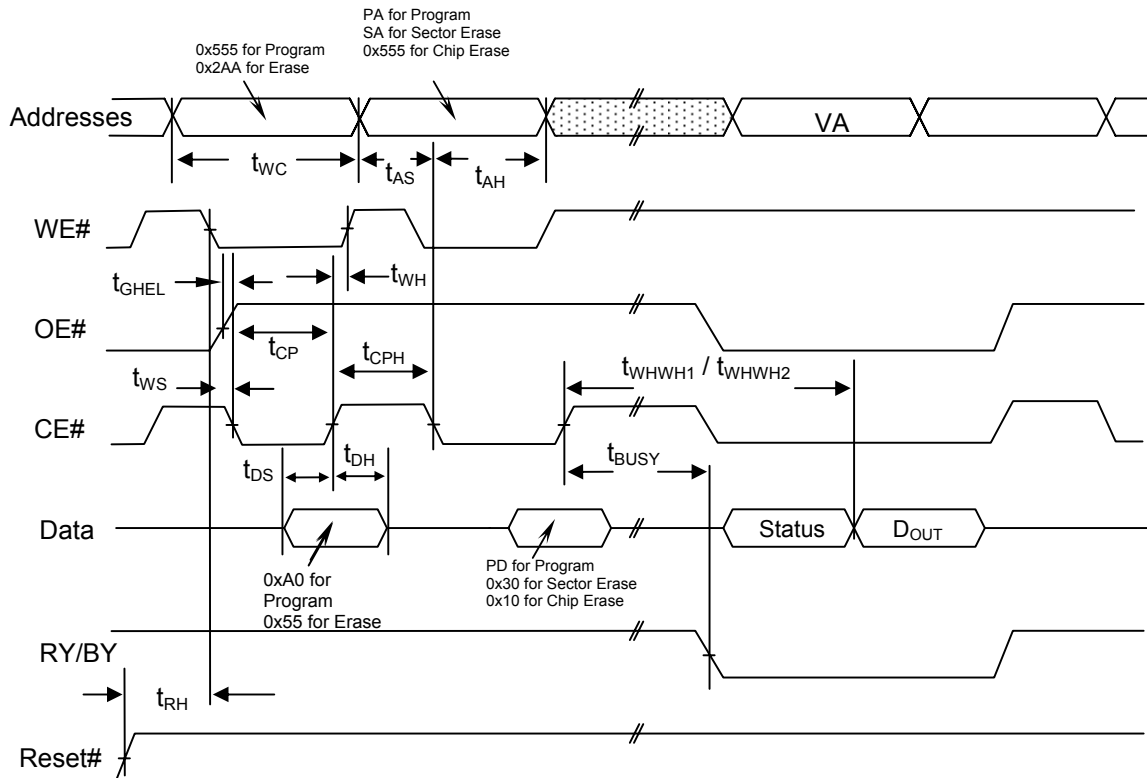 PA for Program
SA for Sector Erase
0x555 for Chip Erase
0x555 for Program
0x2AA for Erase
Addresses
VA
tWC
tAS
tAH
WE#
tGHEL
tWH
OE#
tCP
tCPH
tWHWH1 / tWHWH2
tWS
CE#
tDS
tDH
tBUSY
Data
Status
DOUT
PD for Program
0x30 for Sector Erase
0x10 for Chip Erase
0xA0 for
Program
0x55 for Erase
RY/BY
tRH
Reset#